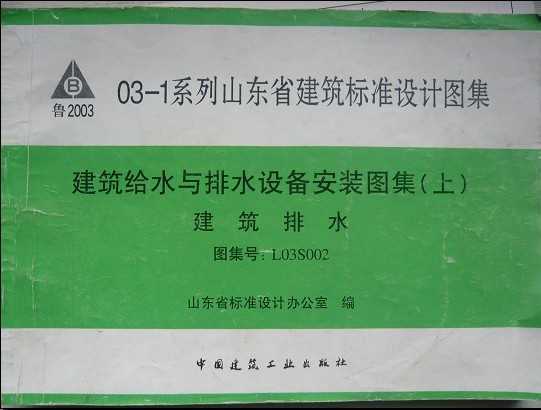 B
鲁2003
03-1系列山东省建筑标准设计图集
建筑给水与排水设备安装图集(上)
建筑排水
图集号:L03S002
山东省标准设计办公室 编
中国建筑工业出版社